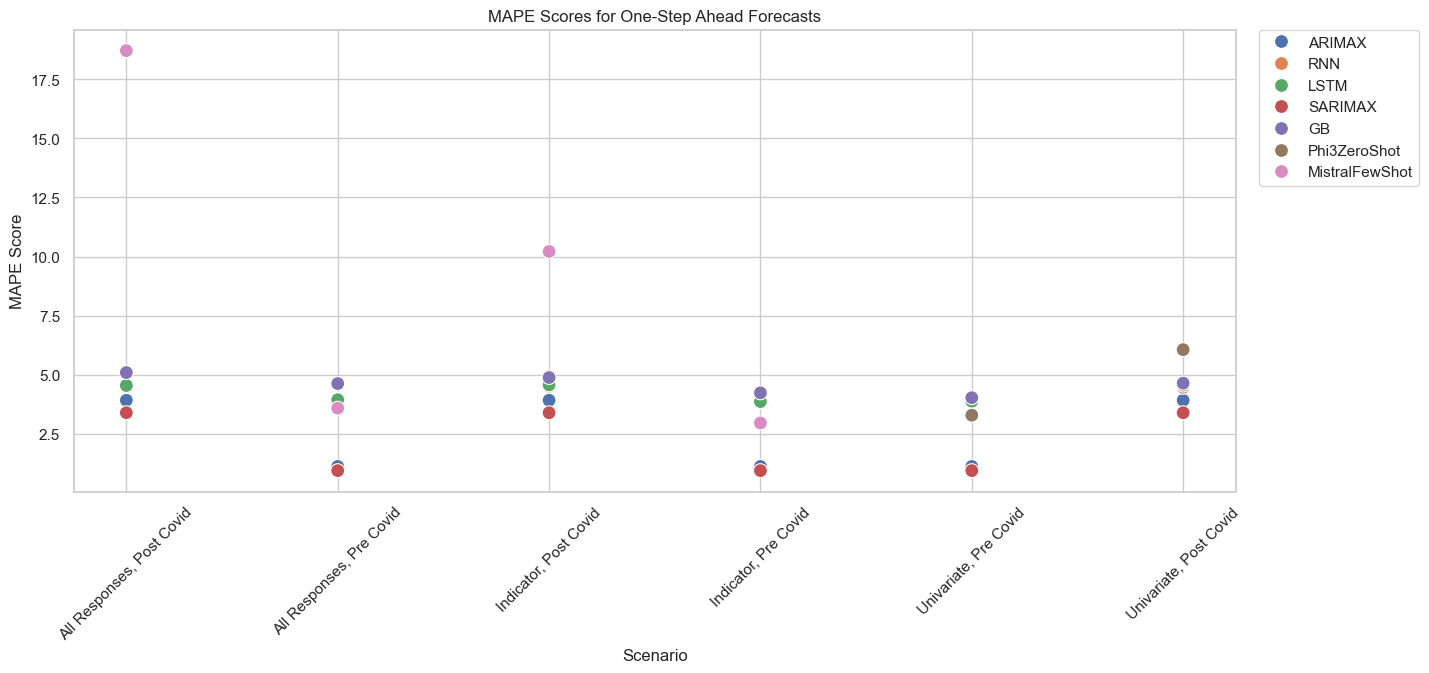 MAPE Scores for One-Step Ahead Forecasts
MAPE Score
17.5
15.0
12.5
10.0
7.5
5.0
2.5
All Responses, Post Covid
All Responses, Pre Covid
Indicator, Post Covid
Indicator, Pre Covid
Univariate, Pre Covid
Univariate, Post Covid
Scenario
ARIMAX
RNN
LSTM
SARIMAX
GB
Phi3ZeroShot
MistralFewShot